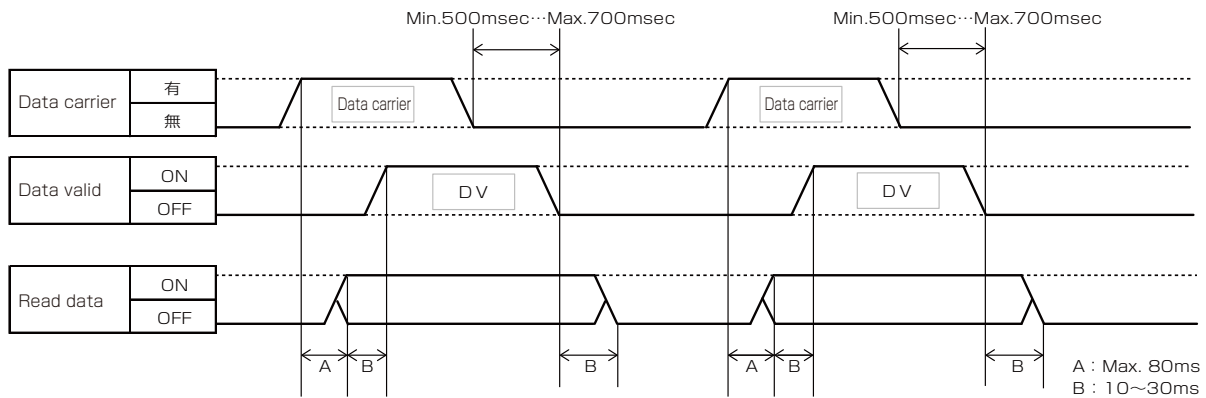 Min.500msec…Max.700msec
Min.500msec…Max.700msec
Data carrier
有
無
Data carrier
Data carrier
Data valid
ON
OFF
DV
DV
Read data
ON
OFF
A
B
B
A
B
B
A：Max. 80ms
B：10～30ms